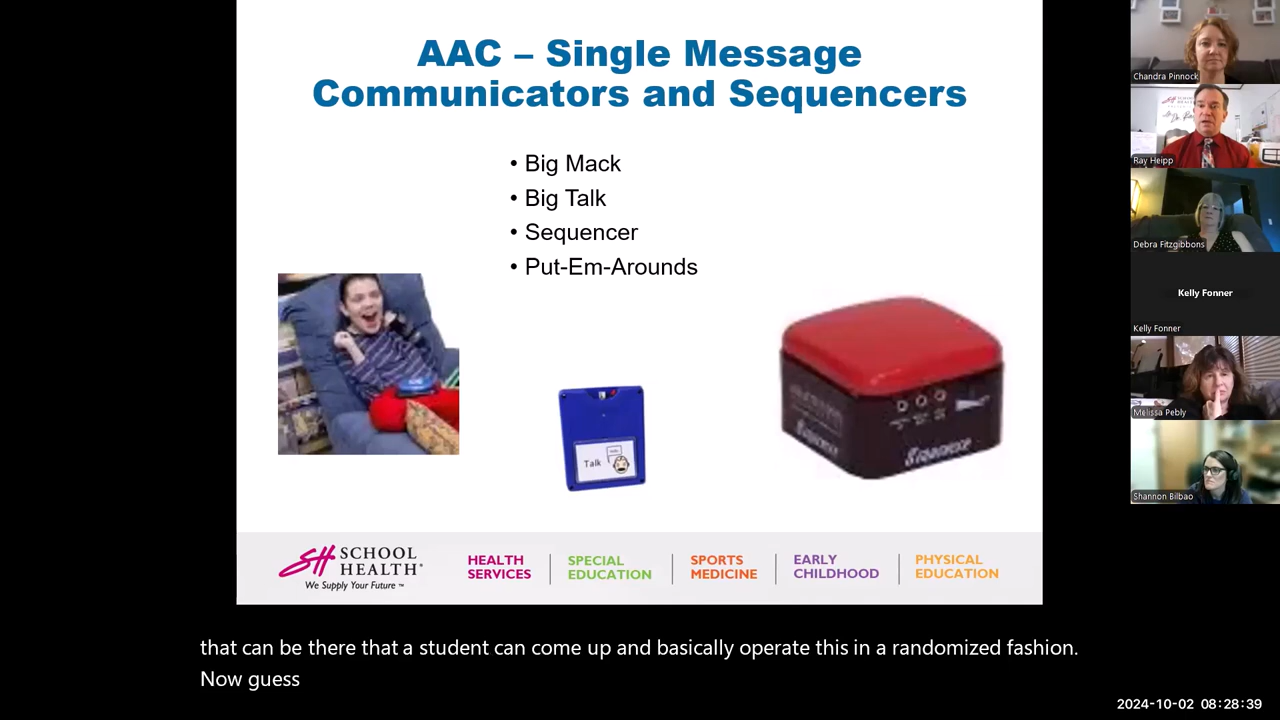 AAC – Single Message
Communicators and Sequencers
• Big Mack
• Big Talk
• Sequencer
• Put-Em-Arounds
Talk
SH SCHOOL HEALTH®
We Supply Your Future ™
HEALTH SERVICES
SPECIAL EDUCATION
SPORTS MEDICINE
EARLY CHILDHOOD
PHYSICAL EDUCATION
Chandra Pinnock
Ray Heipp
Debra Fitzgibbons
Kelly Fonner
Kelly Fonner
Melissa Pebly
Shannon Bilbao
that can be there that a student can come up and basically operate this in a randomized fashion.
Now guess
2024-10-02 08:28:39